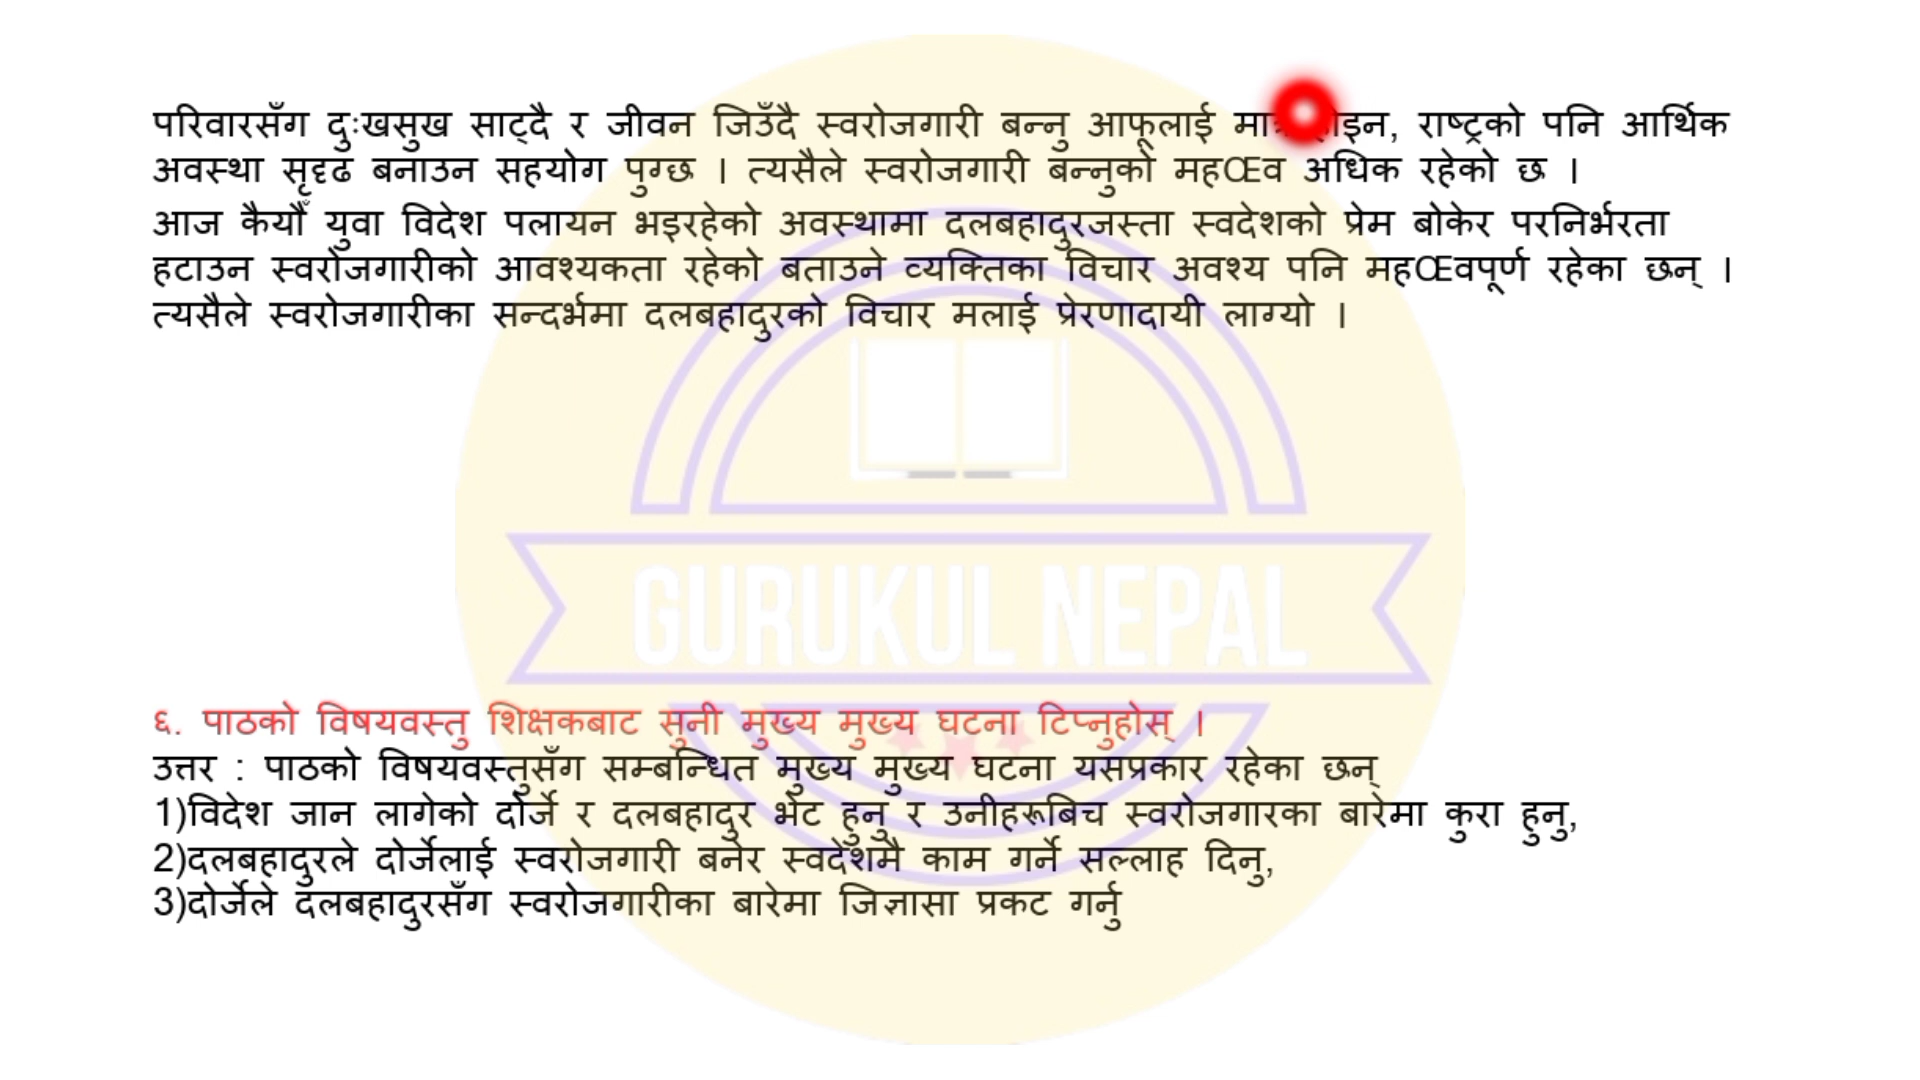 परिवारसँग दुःखसुख साट्दै र जीवन जिउँदै स्वरोजगारी बन्नु आफूलाई होइन, राष्ट्रको पनि आर्थिक
अवस्था सृदृढ बनाउन सहयोग पुग्छ । त्यसैले स्वरोजगारी बन्नुको महŒव अधिक रहेको छ ।
आज कैयौँ युवा विदेश पलायन भइरहेको अवस्थामा दलबहादुरजस्ता स्वदेशको प्रेम बोकेर परनिर्भरता
हटाउन स्वरोजगारीको आवश्यकता रहेको बताउने व्यक्तिका विचार अवश्य पनि महŒवपूर्ण रहेका छन् ।
त्यसैले स्वरोजगारीका सन्दर्भमा दलबहादुरको विचार मलाई प्रेरणादायी लाग्यो ।
GURUKUL NEPAL
६. पाठको विषयवस्तु शिक्षकबाट सुनी मुख्य मुख्य घटना टिप्नुहोस् ।
उत्तर : पाठको विषयवस्तुसँग सम्बन्धित मुख्य मुख्य घटना यसप्रकार रहेका छन्
1)विदेश जान लागेको दोर्जे र दलबहादुर भेट हुनु र उनीहरूबिच स्वरोजगारका बारेमा कुरा हुनु,
2)दलबहादुरले दोर्जेलाई स्वरोजगारी बनेर स्वदेशमै काम गर्ने सल्लाह दिनु,
3)दोर्जेले दलबहादुरसँग स्वरोजगारीका बारेमा जिज्ञासा प्रकट गर्नु